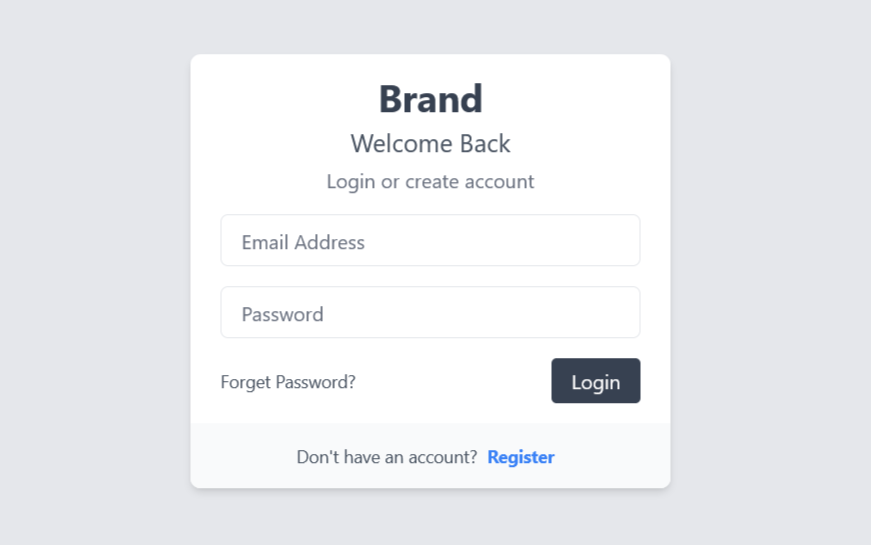 Brand
Welcome Back
Login or create account
Email Address
Password
Forget Password? Login
Don't have an account? Register